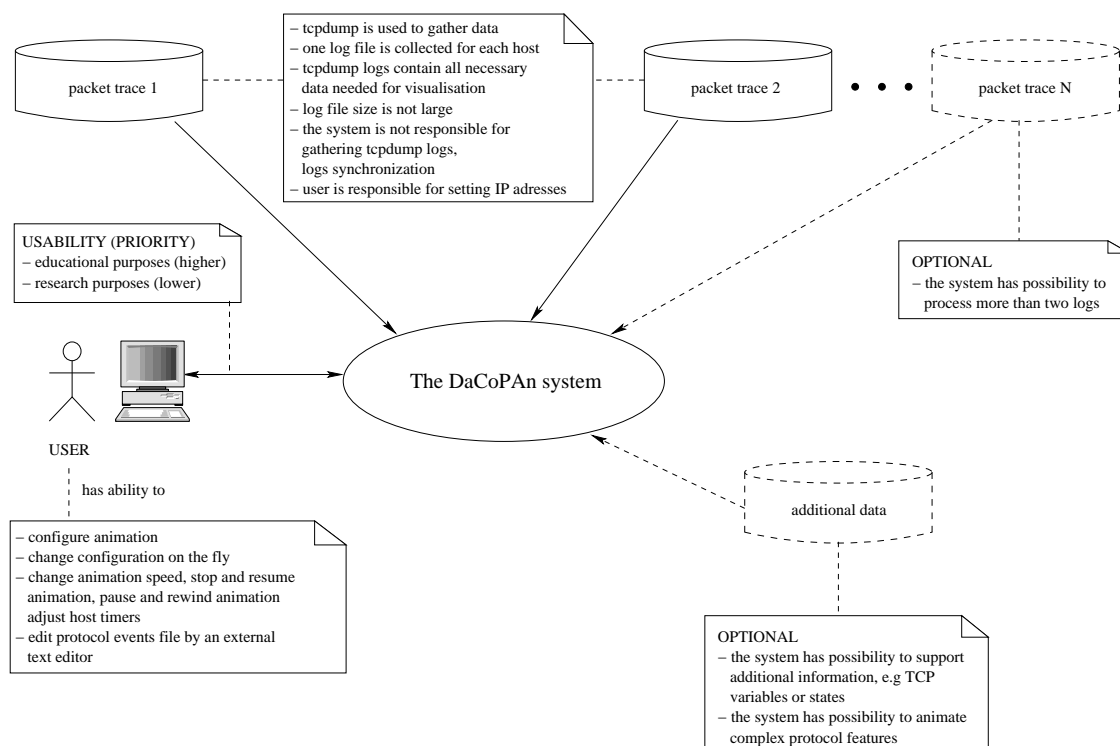 – tcpdump is used to gather data
– one log file is collected for each host
– tcpdump logs contain all necessary
data needed for visualisation
– log file size is not large
– the system is not responsible for
gathering tcpdump logs,
logs synchronization
– user is responsible for setting IP adresses
packet trace 1
packet trace 2
packet trace N
USABILITY (PRIORITY)
– educational purposes (higher)
– research purposes (lower)
OPTIONAL
– the system has possibility to
process more than two logs
The DaCoPAn system
USER
has ability to
– configure animation
– change configuration on the fly
– change animation speed, stop and resume
animation, pause and rewind animation
adjust host timers
– edit protocol events file by an external
text editor
additional data
OPTIONAL
– the system has possibility to support
additional information, e.g TCP
variables or states
– the system has possibility to animate
complex protocol features